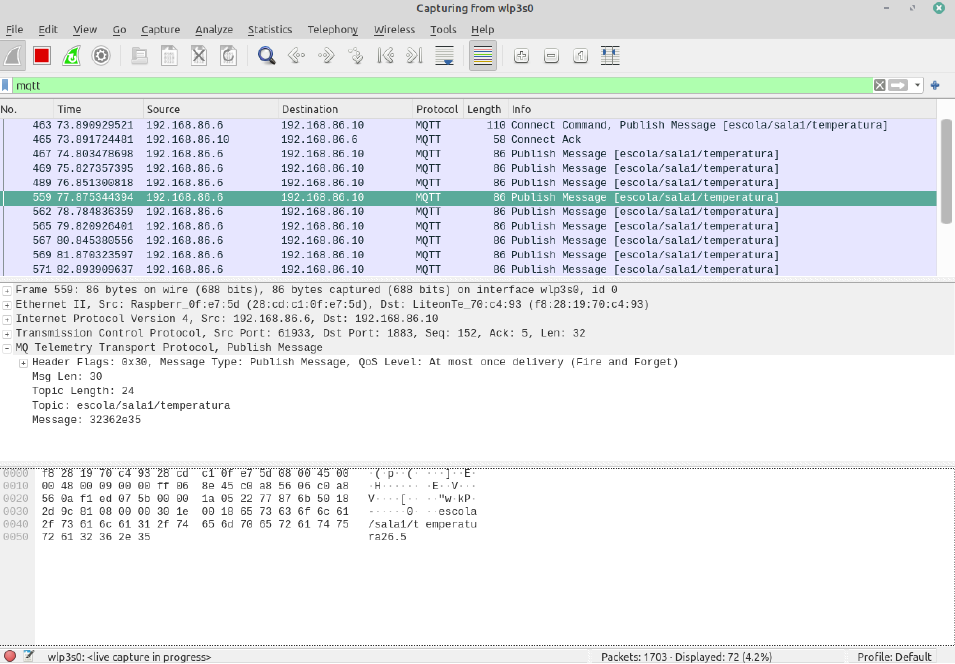 Capturing from wlp3s0
File Edit View Go Capture Analyze Statistics Telephony Wireless Tools Help
mqtt
No. Time Source Destination Protocol Length Info
463 73.890929521 192.168.86.6 192.168.86.10 MQTT 110 Connect Command, Publish Message [escola/sala1/temperatura]
465 73.891724481 192.168.86.10 192.168.86.6 MQTT 58 Connect Ack
467 74.803478698 192.168.86.6 192.168.86.10 MQTT 86 Publish Message [escola/sala1/temperatura]
475 75.827357395 192.168.86.6 192.168.86.10 MQTT 86 Publish Message [escola/sala1/temperatura]
489 76.851300818 192.168.86.6 192.168.86.10 MQTT 86 Publish Message [escola/sala1/temperatura]
559 77.875344394 192.168.86.6 192.168.86.10 MQTT 86 Publish Message [escola/sala1/temperatura]
562 78.784836359 192.168.86.6 192.168.86.10 MQTT 86 Publish Message [escola/sala1/temperatura]
565 79.820926401 192.168.86.6 192.168.86.10 MQTT 86 Publish Message [escola/sala1/temperatura]
567 80.845380556 192.168.86.6 192.168.86.10 MQTT 86 Publish Message [escola/sala1/temperatura]
569 81.870323597 192.168.86.6 192.168.86.10 MQTT 86 Publish Message [escola/sala1/temperatura]
571 82.893909637 192.168.86.6 192.168.86.10 MQTT 86 Publish Message [escola/sala1/temperatura]
Frame 559: 86 bytes on wire (688 bits), 86 bytes captured (688 bits) on interface wlp3s0, id 0
Ethernet II, Src: Raspberr_0f:e7:5d (28:cd:c1:0f:e7:5d), Dst: LiteonTe_70:c4:93 (f8:28:19:70:c4:93)
Internet Protocol Version 4, Src: 192.168.86.6, Dst: 192.168.86.10
Transmission Control Protocol, Src Port: 61933, Dst Port: 1883, Seq: 152, Ack: 5, Len: 32
MQ Telemetry Transport Protocol, Publish Message
Header Flags: 0x30, Message Type: Publish Message, QoS Level: At most once delivery (Fire and Forget)
Msg Len: 30
Topic Length: 24
Topic: escola/sala1/temperatura
Message: 32362e35
0000 f8 28 19 70 c4 93 28 cd c1 0f e7 5d 08 00 45 00 ·(·p··(· ···]··E·
0010 00 48 00 09 00 00 ff 06 8e 45 c0 a8 56 06 c0 a8 ·H······ ·E··V···
0020 56 0a f1 ed 07 5b 00 00 1a 05 22 77 87 6b 50 18 V····[·· ··"w·kP·
0030 2d 9c 81 08 00 00 30 1e 00 18 65 73 63 6f 6c 61 -·····0· ··escola
0040 2f 73 61 6c 61 31 2f 74 65 6d 70 65 72 61 74 75 /sala1/t emperatu
0050 72 61 32 36 2e 35 ra26.5
wlp3s0: <live capture in progress> Packets: 1703 · Displayed: 72 (4.2%) Profile: Default